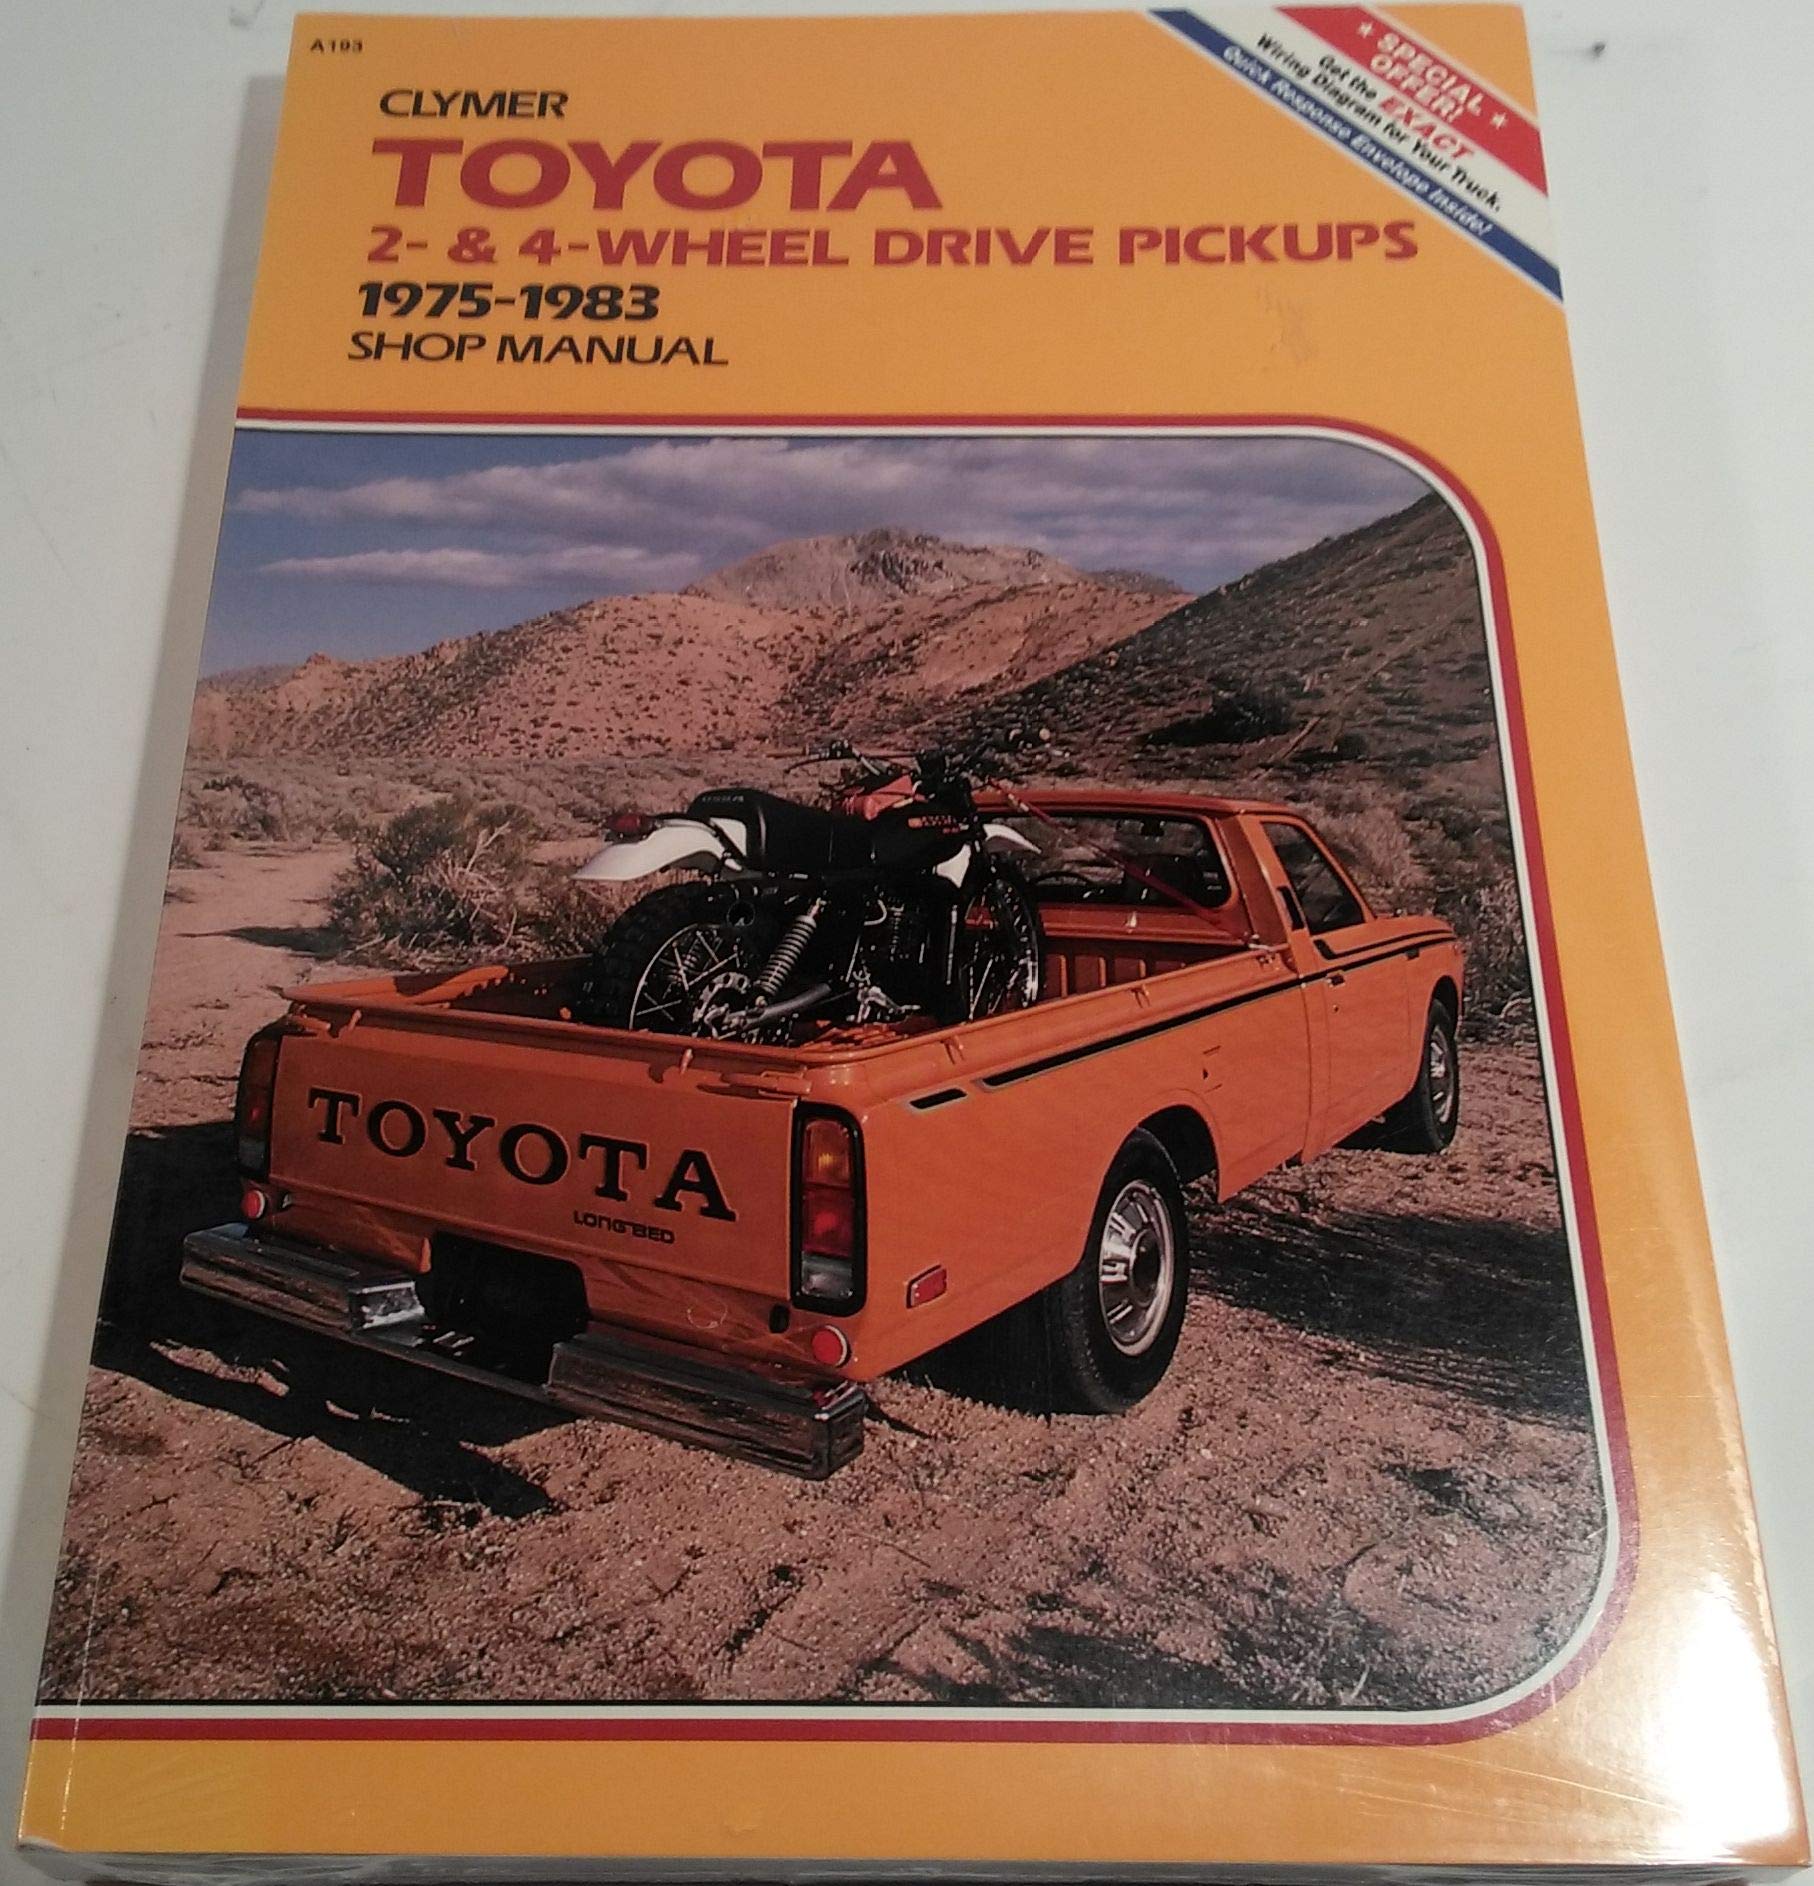 A193
CLYMER
TOYOTA
2- & 4-WHEEL DRIVE PICKUPS
1975-1983
SHOP MANUAL
★ SPECIAL ★
OFFER!
Get the EXACT
Wiring Diagram for Your Truck.
Quick Response Envelope Inside!
TOYOTA
LONG BED